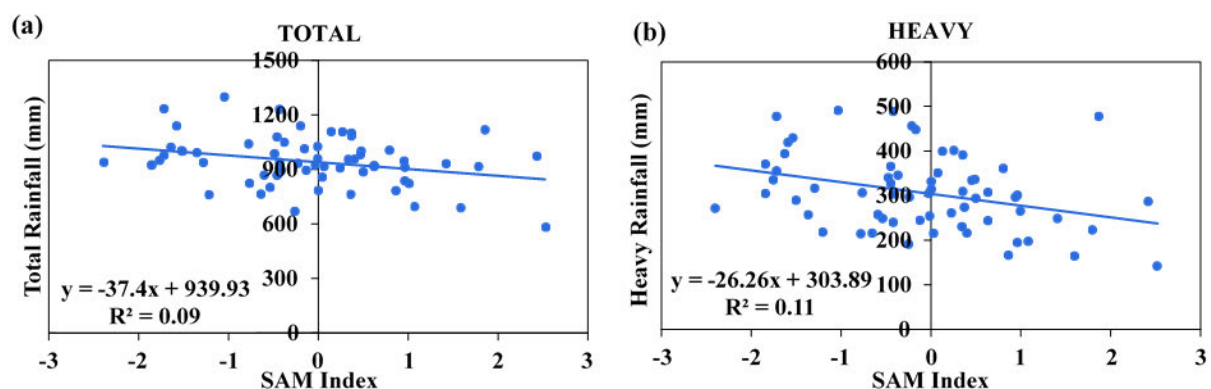 (a)
TOTAL
Total Rainfall (mm)
1500
1200
900
600
300
0
y = -37.4x + 939.93
R² = 0.09
-3 -2 -1 0 1 2 3
SAM Index
(b)
HEAVY
Heavy Rainfall (mm)
600
500
400
300
200
100
0
y = -26.26x + 303.89
R² = 0.11
-3 -2 -1 0 1 2 3
SAM Index